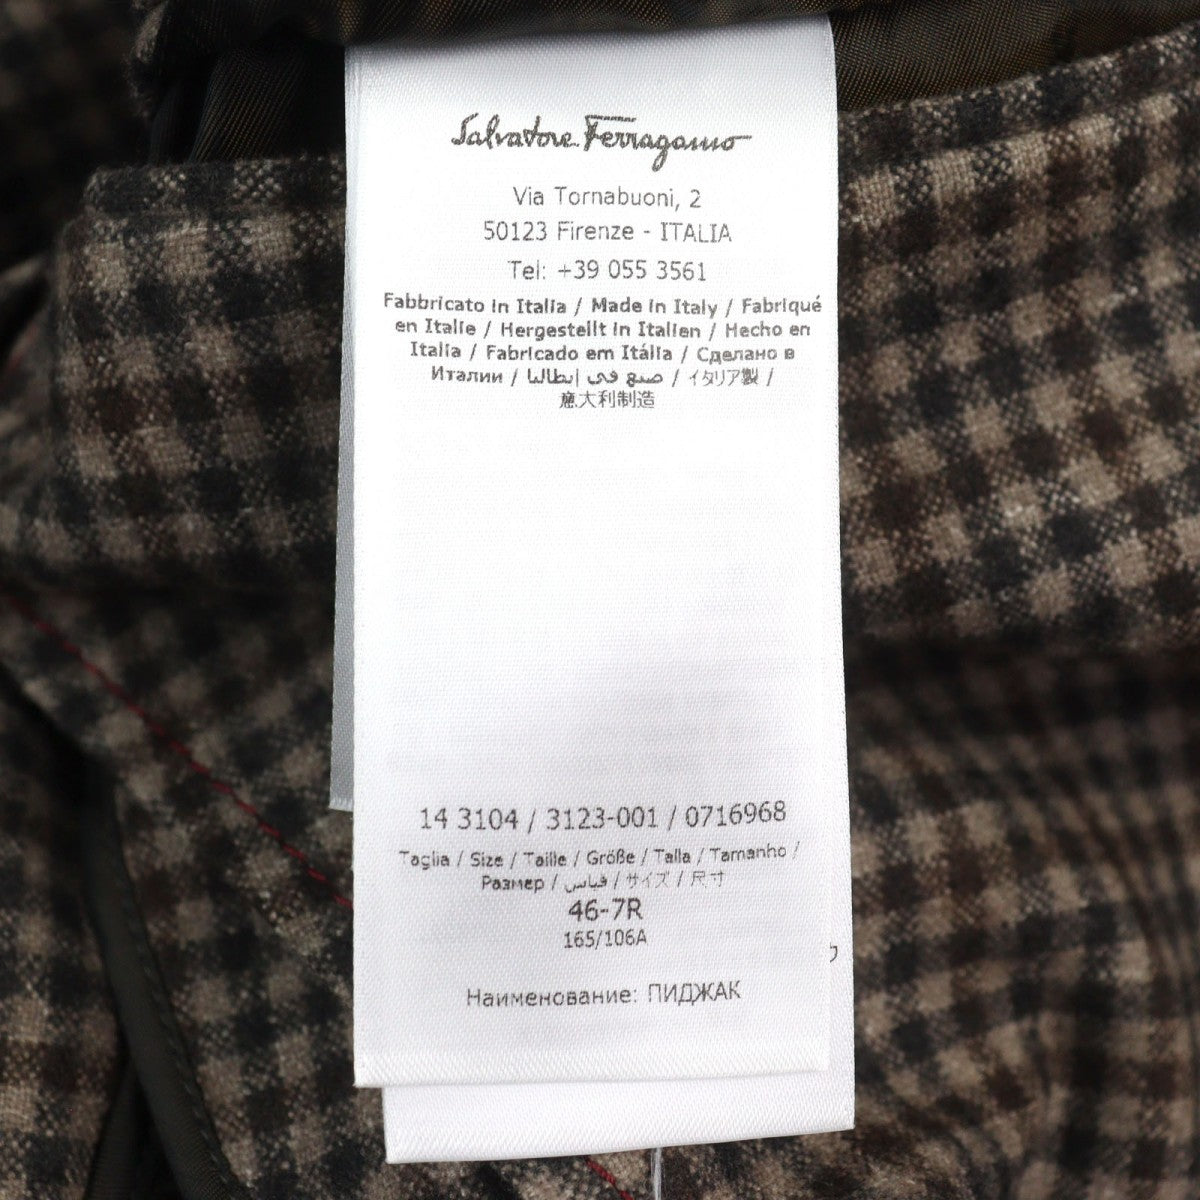 Salvatore Ferragamo
Via Tornabuoni, 2
50123 Firenze - ITALIA
Tel: +39 055 3561
Fabbricato in Italia / Made in Italy / Fabriqué
en Italie / Hergestellt in Italien / Hecho en
Italia / Fabricado em Itália / Сделано в
Италии / صنع في إيطاليا / イタリア製 /
意大利制造
14 3104 / 3123-001 / 0716968
Taglia / Size / Taille / Größe / Talla / Tamanho /
Размер / قياس / サイズ / 尺寸
46-7R
165/106A
Наименование: ПИДЖАК